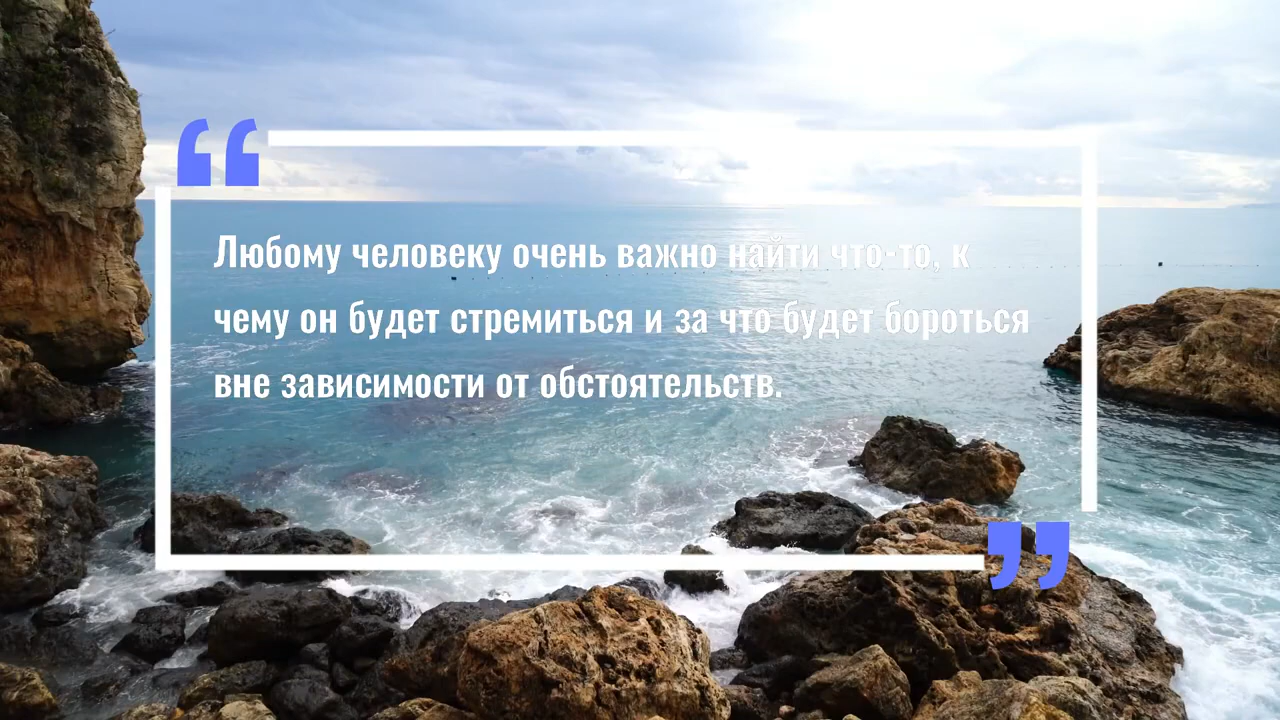 “
Любому человеку очень важно найти что-то, к
чему он будет стремиться и за что будет бороться
вне зависимости от обстоятельств.
”